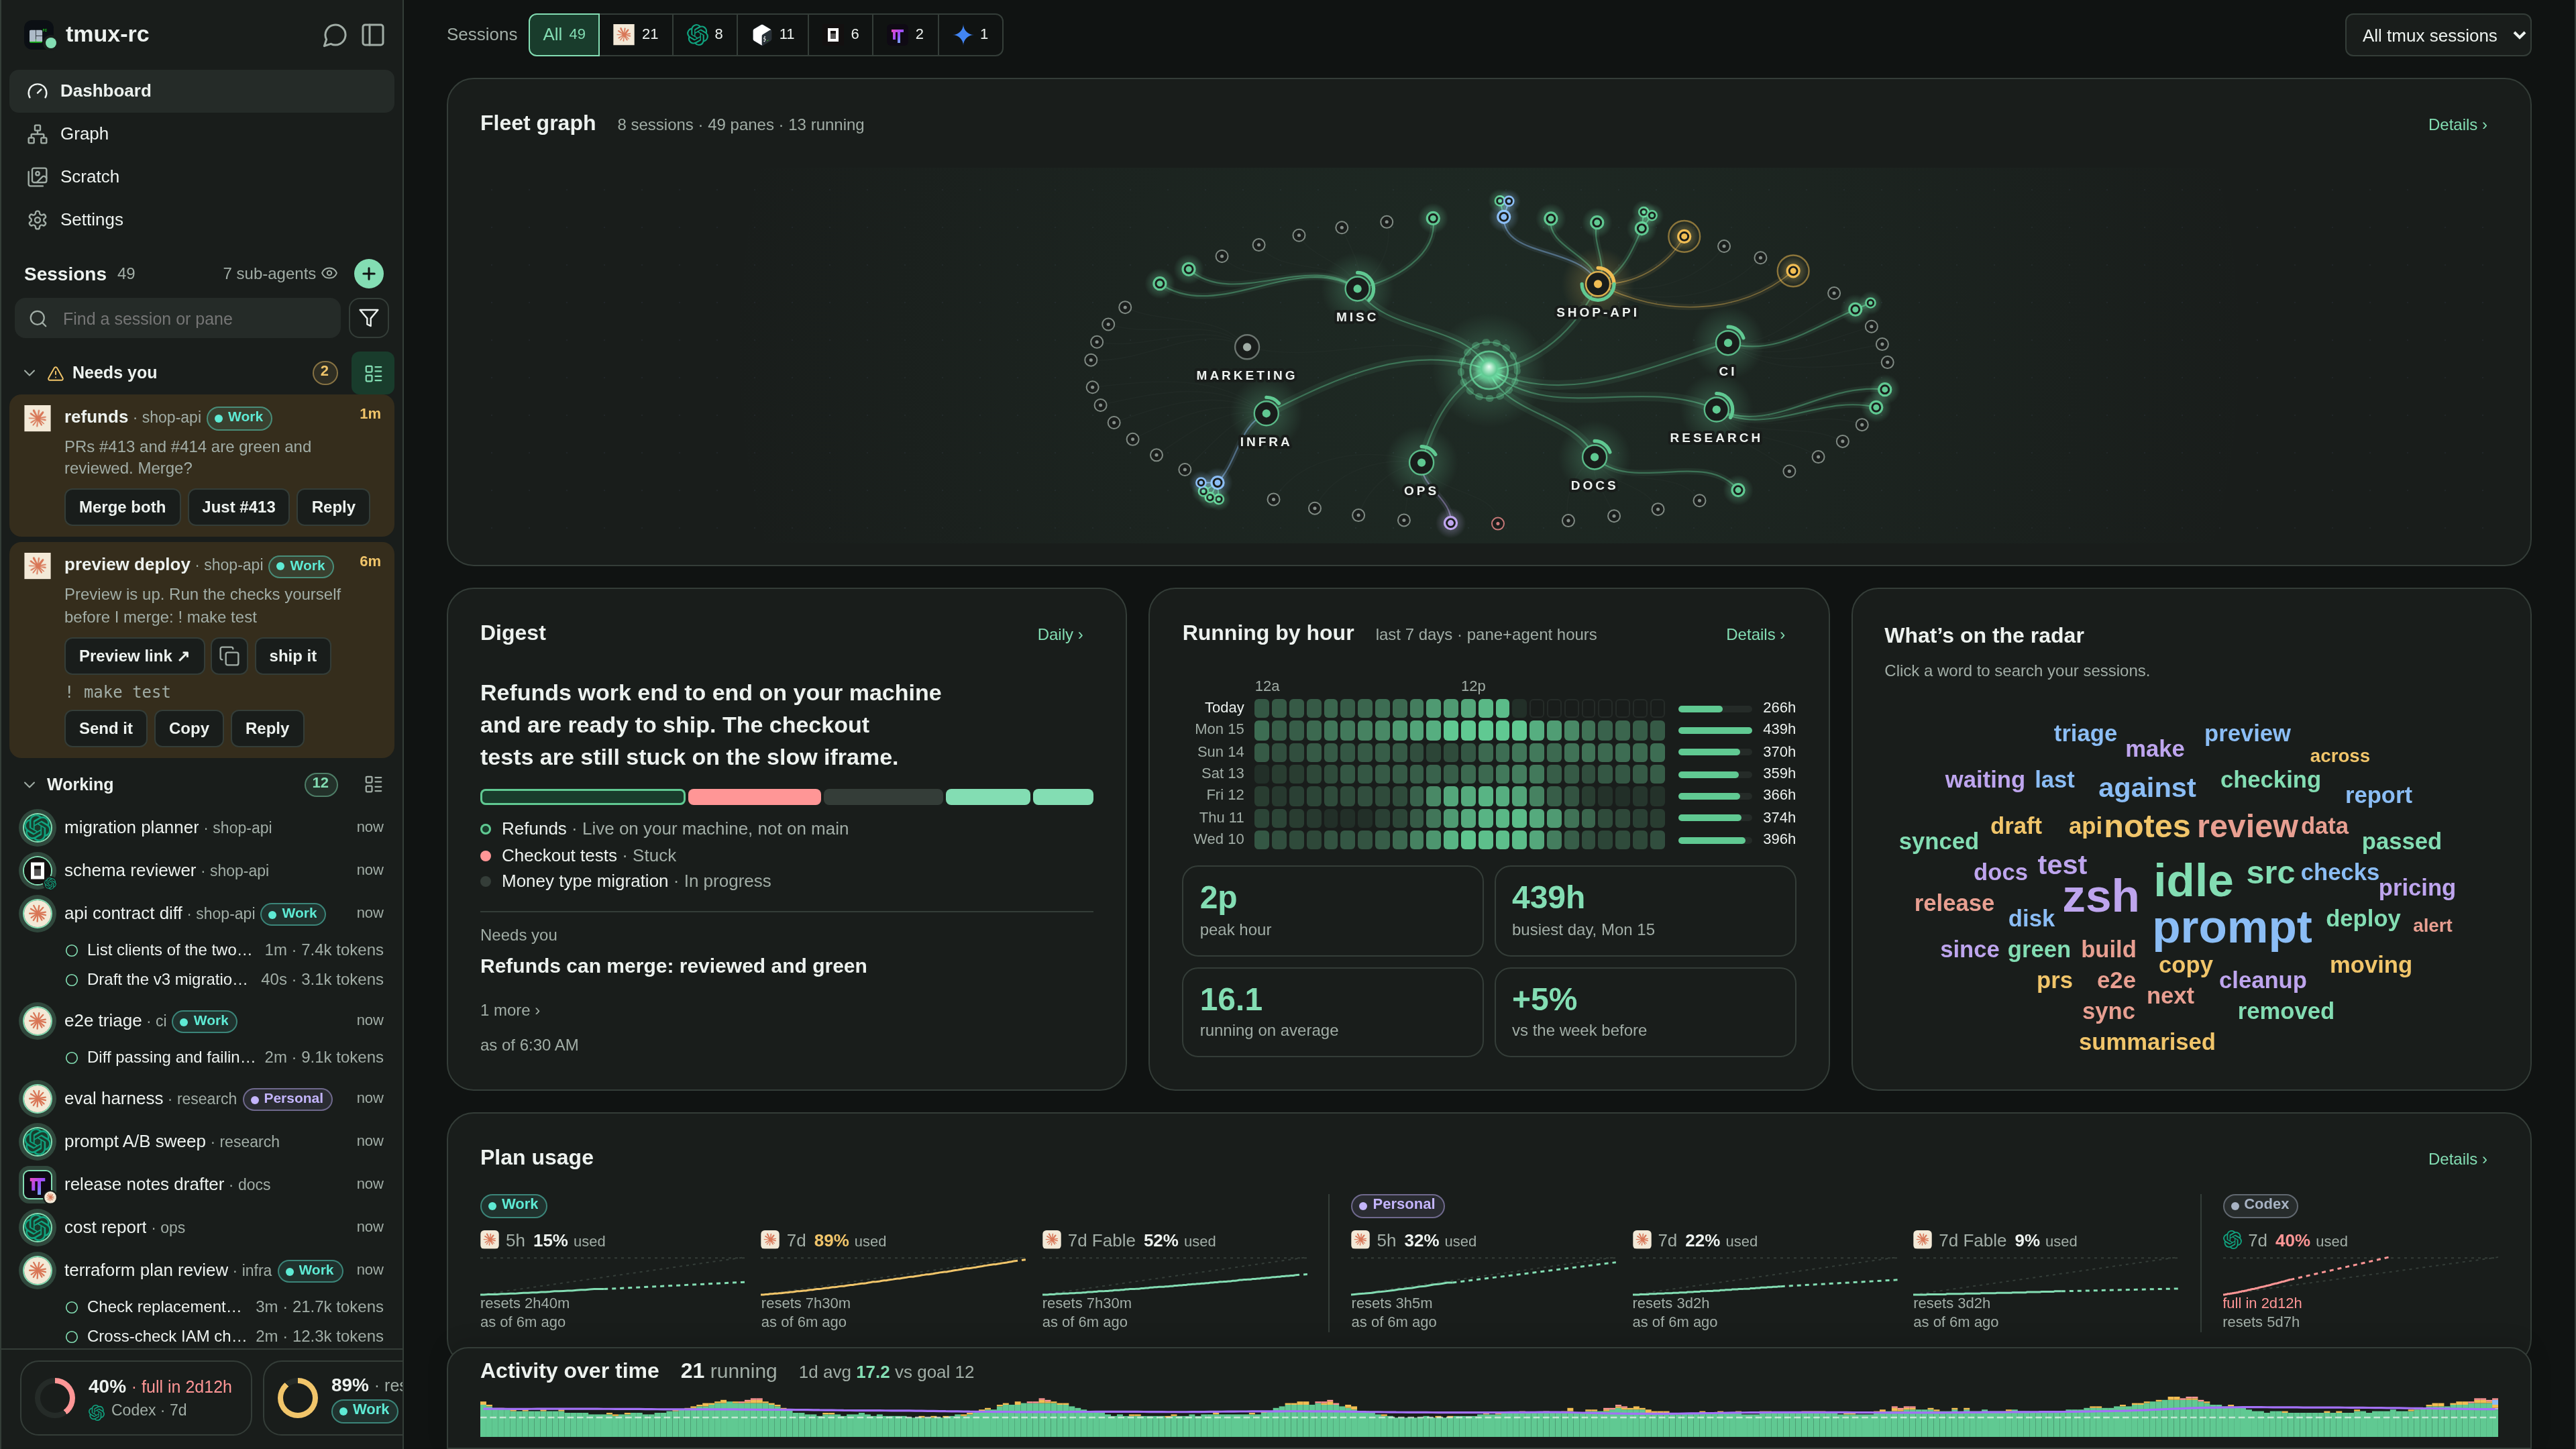 tmux-rc
Dashboard
Graph
Scratch
Settings
Sessions 49 7 sub-agents
Find a session or pane
Needs you 2
refunds · shop-api Work 1m
PRs #413 and #414 are green and
reviewed. Merge?
Merge both Just #413 Reply
preview deploy · shop-api Work 6m
Preview is up. Run the checks yourself
before I merge: ! make test
Preview link ↗ ship it
! make test
Send it Copy Reply
Working 12
migration planner · shop-api now
schema reviewer · shop-api now
api contract diff · shop-api Work now
List clients of the two… 1m · 7.4k tokens
Draft the v3 migratio… 40s · 3.1k tokens
e2e triage · ci Work now
Diff passing and failin… 2m · 9.1k tokens
eval harness · research Personal now
prompt A/B sweep · research now
release notes drafter · docs now
cost report · ops now
terraform plan review · infra Work now
Check replacement… 3m · 21.7k tokens
Cross-check IAM ch… 2m · 12.3k tokens
40% · full in 2d12h
Codex · 7d
89% · res
Work
Sessions All 49 21 8 11 6 2 1
All tmux sessions
Fleet graph 8 sessions · 49 panes · 13 running Details ›
MISC
SHOP-API
MARKETING
CI
INFRA
RESEARCH
OPS
DOCS
Digest Daily ›
Refunds work end to end on your machine
and are ready to ship. The checkout
tests are still stuck on the slow iframe.
Refunds · Live on your machine, not on main
Checkout tests · Stuck
Money type migration · In progress
Needs you
Refunds can merge: reviewed and green
1 more ›
as of 6:30 AM
Running by hour last 7 days · pane+agent hours Details ›
12a 12p
Today 266h
Mon 15 439h
Sun 14 370h
Sat 13 359h
Fri 12 366h
Thu 11 374h
Wed 10 396h
2p
peak hour
439h
busiest day, Mon 15
16.1
running on average
+5%
vs the week before
What’s on the radar
Click a word to search your sessions.
triage preview
make across
waiting last against checking
report
draft api notes review data
synced passed
docs test idle src checks
zsh pricing
release
disk prompt deploy alert
since green build
copy moving
prs e2e cleanup
next
sync removed
summarised
Plan usage Details ›
Work
5h 15% used
resets 2h40m
as of 6m ago
7d 89% used
resets 7h30m
as of 6m ago
7d Fable 52% used
resets 7h30m
as of 6m ago
Personal
5h 32% used
resets 3h5m
as of 6m ago
7d 22% used
resets 3d2h
as of 6m ago
7d Fable 9% used
resets 3d2h
as of 6m ago
Codex
7d 40% used
full in 2d12h
resets 5d7h
Activity over time 21 running 1d avg 17.2 vs goal 12